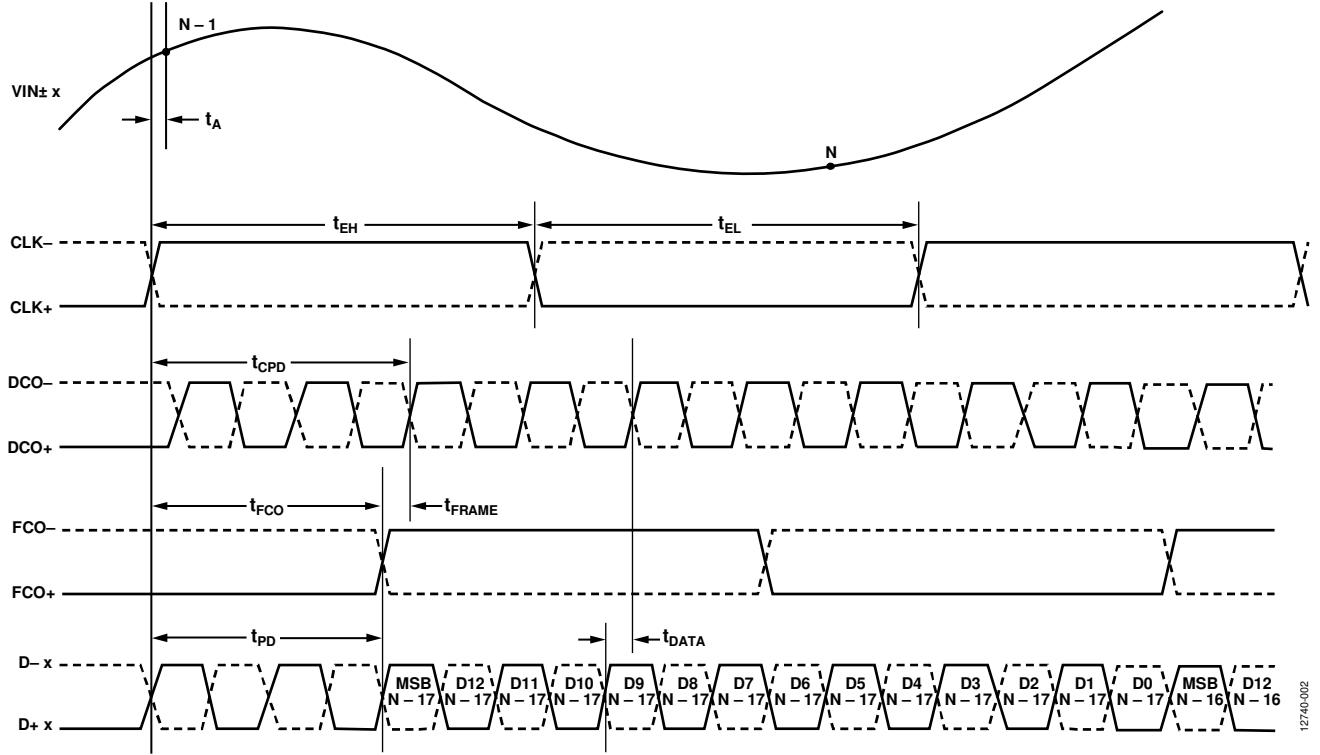 N – 1
VIN± x
tA
N
tEH
tEL
CLK–
CLK+
tCPD
DCO–
DCO+
tFCO
tFRAME
FCO–
FCO+
tPD
tDATA
D– x
MSB D12 D11 D10 D9 D8 D7 D6 D5 D4 D3 D2 D1 D0 MSB D12
N – 17 N – 17 N – 17 N – 17 N – 17 N – 17 N – 17 N – 17 N – 17 N – 17 N – 17 N – 17 N – 17 N – 17 N – 16 N – 16
D+ x
12740-002